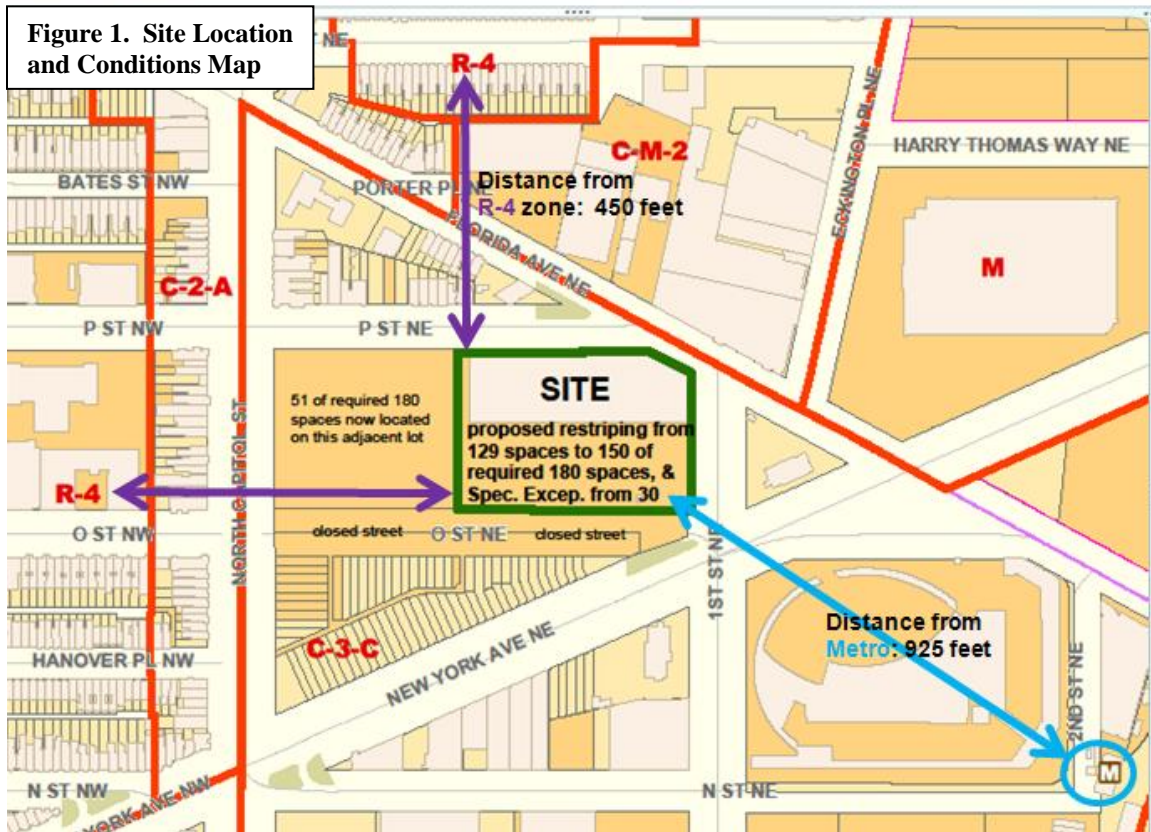 Figure 1. Site Location
and Conditions Map
ST NE
R-4
C-M-2
ECKINGTON PL NE
HARRY THOMAS WAY NE
BATES ST NW
PORTER PL NE
Distance from
R-4 zone: 450 feet
FLORIDA AVE NE
M
C-2-A
P ST NW
P ST NE
SITE
51 of required 180
spaces now located
on this adjacent lot
proposed restriping from
129 spaces to 150 of
required 180 spaces, &
Spec. Excep. from 30
NORTH CAPITOL ST
R-4
O ST NW
closed street
O ST NE
closed street
1ST ST NE
Distance from
Metro: 925 feet
HANOVER PL NW
C-3-C
NEW YORK AVE NE
2ND ST NE
M
N ST NW
YORK AVE NW
N ST NE